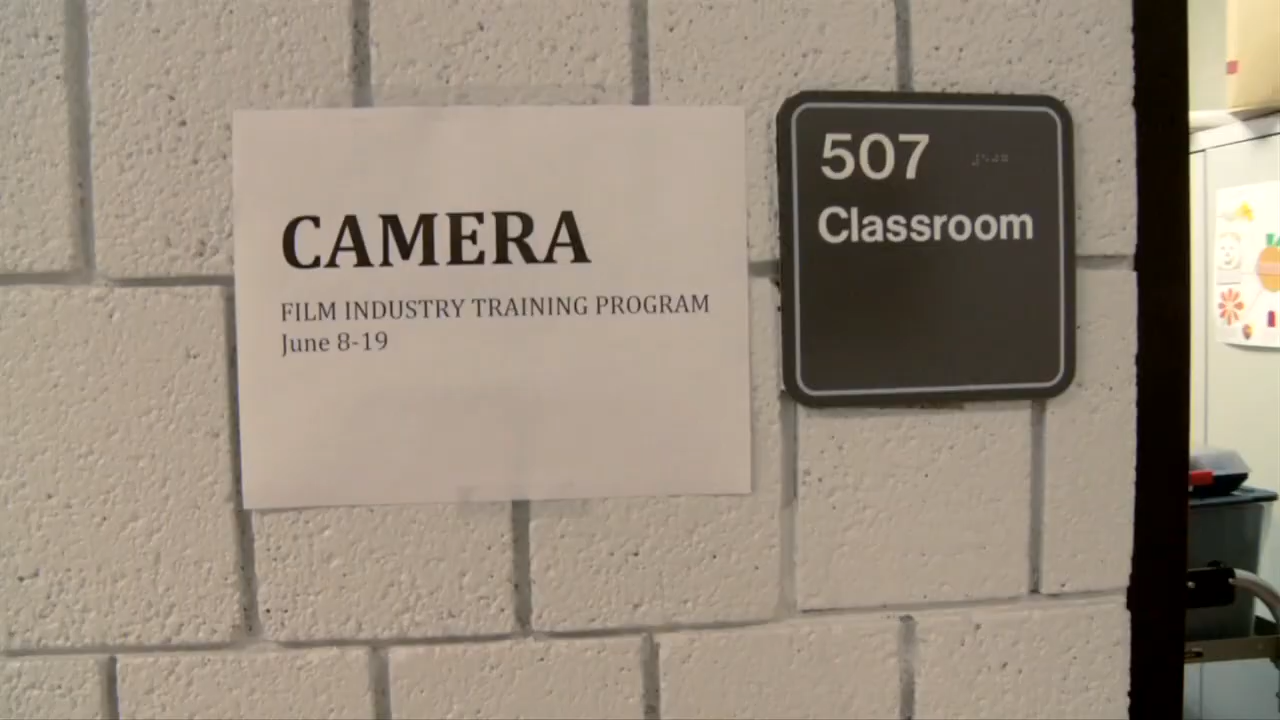 CAMERA
FILM INDUSTRY TRAINING PROGRAM
June 8-19
507
Classroom